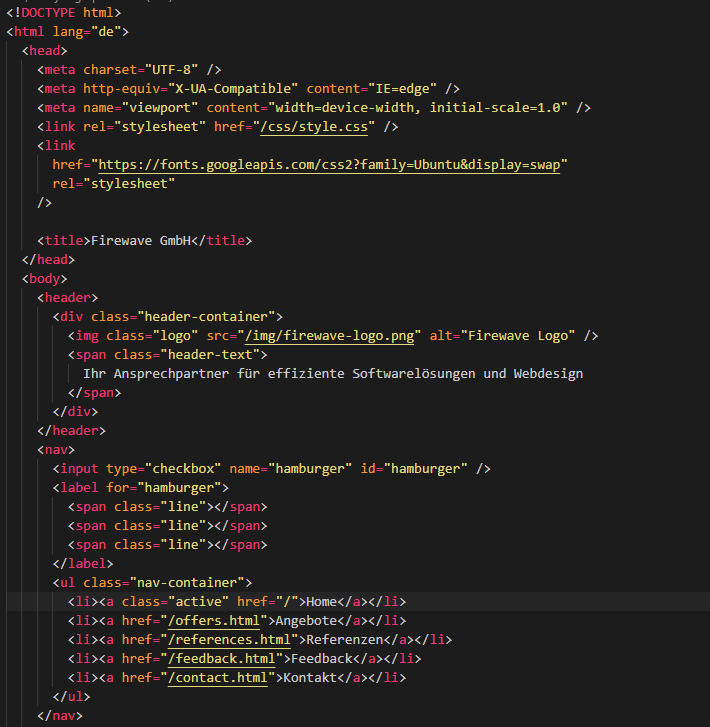 <!DOCTYPE html>
<html lang="de">
<head>
<meta charset="UTF-8" />
<meta http-equiv="X-UA-Compatible" content="IE=edge" />
<meta name="viewport" content="width=device-width, initial-scale=1.0" />
<link rel="stylesheet" href="/css/style.css" />
<link
href="https://fonts.googleapis.com/css2?family=Ubuntu&display=swap"
rel="stylesheet"
/>
<title>Firewave GmbH</title>
</head>
<body>
<header>
<div class="header-container">
<img class="logo" src="/img/firewave-logo.png" alt="Firewave Logo" />
<span class="header-text">
Ihr Ansprechpartner für effiziente Softwarelösungen und Webdesign
</span>
</div>
</header>
<nav>
<input type="checkbox" name="hamburger" id="hamburger" />
<label for="hamburger">
<span class="line"></span>
<span class="line"></span>
<span class="line"></span>
</label>
<ul class="nav-container">
<li><a class="active" href="/">Home</a></li>
<li><a href="/offers.html">Angebote</a></li>
<li><a href="/references.html">Referenzen</a></li>
<li><a href="/feedback.html">Feedback</a></li>
<li><a href="/contact.html">Kontakt</a></li>
</ul>
</nav>